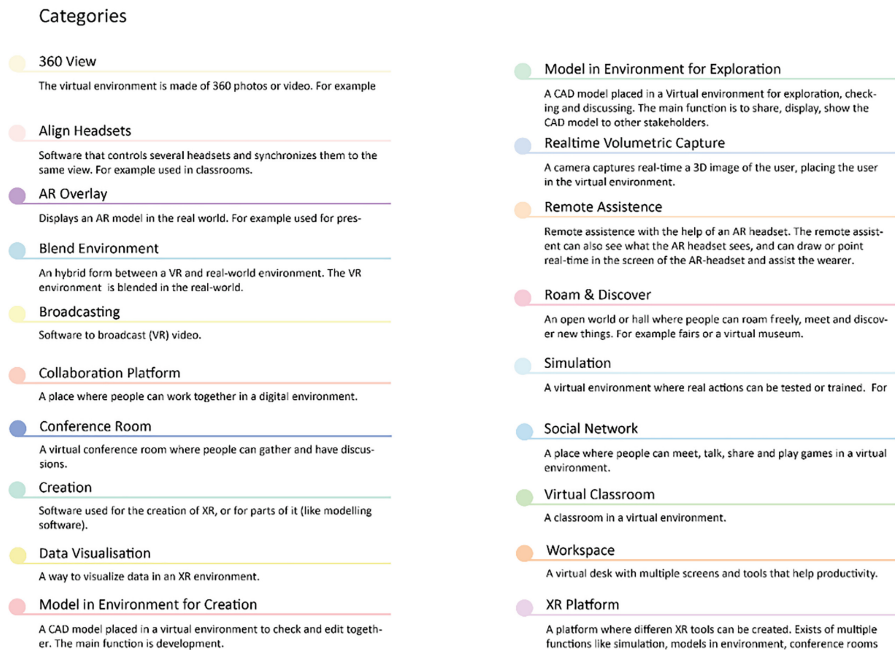 Categories
360 View
The virtual environment is made of 360 photos or video. For example
Align Headsets
Software that controls several headsets and synchronizes them to the
same view. For example used in classrooms.
AR Overlay
Displays an AR model in the real world. For example used for pres-
Blend Environment
An hybrid form between a VR and real-world environment. The VR
environment is blended in the real-world.
Broadcasting
Software to broadcast (VR) video.
Collaboration Platform
A place where people can work together in a digital environment.
Conference Room
A virtual conference room where people can gather and have discus-
sions.
Creation
Software used for the creation of XR, or for parts of it (like modelling
software).
Data Visualisation
A way to visualize data in an XR environment.
Model in Environment for Creation
A CAD model placed in a virtual environment to check and edit togeth-
er. The main function is development.
Model in Environment for Exploration
A CAD model placed in a Virtual environment for exploration, check-
ing and discussing. The main function is to share, display, show the
CAD model to other stakeholders.
Realtime Volumetric Capture
A camera captures real-time a 3D image of the user, placing the user
in the virtual environment.
Remote Assistence
Remote assistence with the help of an AR headset. The remote assist-
ent can also see what the AR headset sees, and can draw or point
real-time in the screen of the AR-headset and assist the wearer.
Roam & Discover
An open world or hall where people can roam freely, meet and discov-
er new things. For example fairs or a virtual museum.
Simulation
A virtual environment where real actions can be tested or trained. For
Social Network
A place where people can meet, talk, share and play games in a virtual
environment.
Virtual Classroom
A classroom in a virtual environment.
Workspace
A virtual desk with multiple screens and tools that help productivity.
XR Platform
A platform where differen XR tools can be created. Exists of multiple
functions like simulation, models in environment, conference rooms